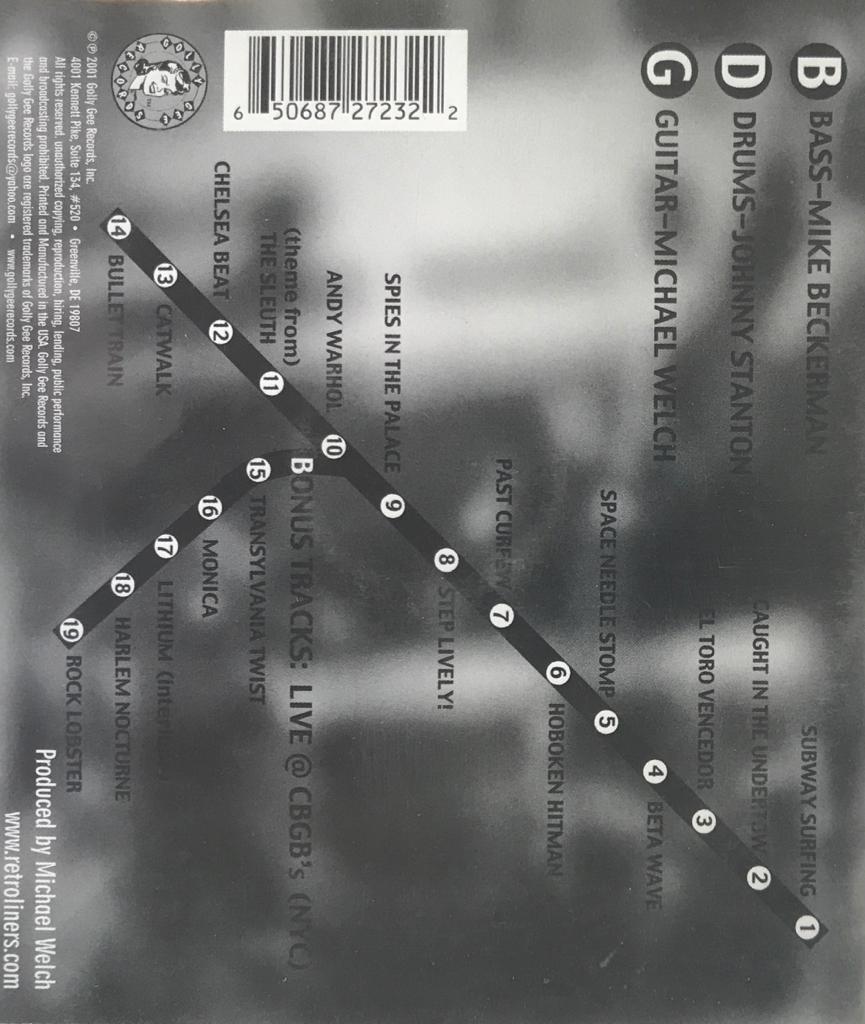 B BASS–MIKE BECKERMAN
D DRUMS–JOHNNY STANTON
G GUITAR–MICHAEL WELCH
SUBWAY SURFING 1
CAUGHT IN THE UNDERTOW 2
EL TORO VENCEDOR 3
4 BETA WAVE
SPACE NEEDLE STOMP 5
6 HOBOKEN HITMAN
PAST CURFEW 7
8 STEP LIVELY!
SPIES IN THE PALACE 9
ANDY WARHOL 10
(theme from)
THE SLEUTH 11
CHELSEA BEAT 12
13 CATWALK
14 BULLET TRAIN
BONUS TRACKS: LIVE @ CBGB's (NYC)
15 TRANSYLVANIA TWIST
16 MONICA
17 LITHIUM
18 HARLEM NOCTURNE
19 ROCK LOBSTER
6 50687 27232 2
GOLLY GEE RECORDS
TM
©℗ 2001 Golly Gee Records, Inc.
4001 Kennett Pike, Suite 134, #520 • Greenville, DE 19807
All rights reserved. unauthorized copying, reproduction, hiring, lending, public performance
and broadcasting prohibited. Printed and Manufactured in the USA. Golly Gee Records and
the Golly Gee Records logo are registered trademarks of Golly Gee Records, Inc.
E-mail: gollygeerecords@yahoo.com • www.gollygeerecords.com
Produced by Michael Welch
www.retroliners.com